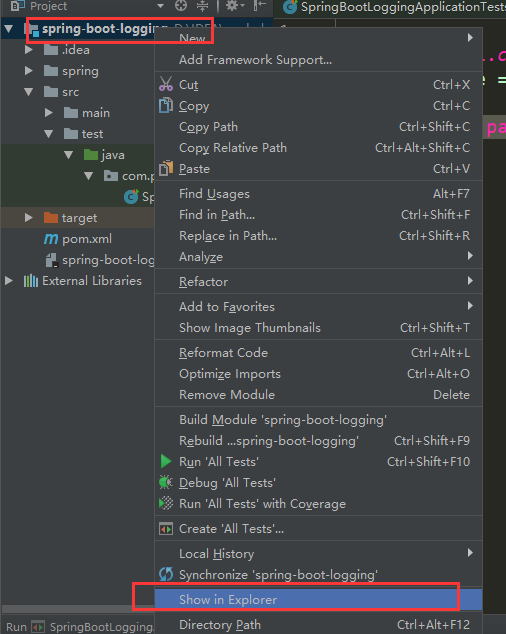 Project
SpringBootLoggingApplicationTests
spring-boot-logging
.idea
spring
src
main
test
java
com.p
Sp
target
pom.xml
spring-boot-log
External Libraries
New
Add Framework Support...
Cut Ctrl+X
Copy Ctrl+C
Copy Path Ctrl+Shift+C
Copy Relative Path Ctrl+Alt+Shift+C
Paste Ctrl+V
Find Usages Alt+F7
Find in Path... Ctrl+Shift+F
Replace in Path... Ctrl+Shift+R
Analyze
Refactor
Add to Favorites
Show Image Thumbnails Ctrl+Shift+T
Reformat Code Ctrl+Alt+L
Optimize Imports Ctrl+Alt+O
Remove Module Delete
Build Module 'spring-boot-logging'
Rebuild ...spring-boot-logging' Ctrl+Shift+F9
Run 'All Tests' Ctrl+Shift+F10
Debug 'All Tests'
Run 'All Tests' with Coverage
Create 'All Tests'...
Local History
Synchronize 'spring-boot-logging'
Show in Explorer
Directory Path Ctrl+Alt+F12
.c
e =
pa
Run SpringBootLogging